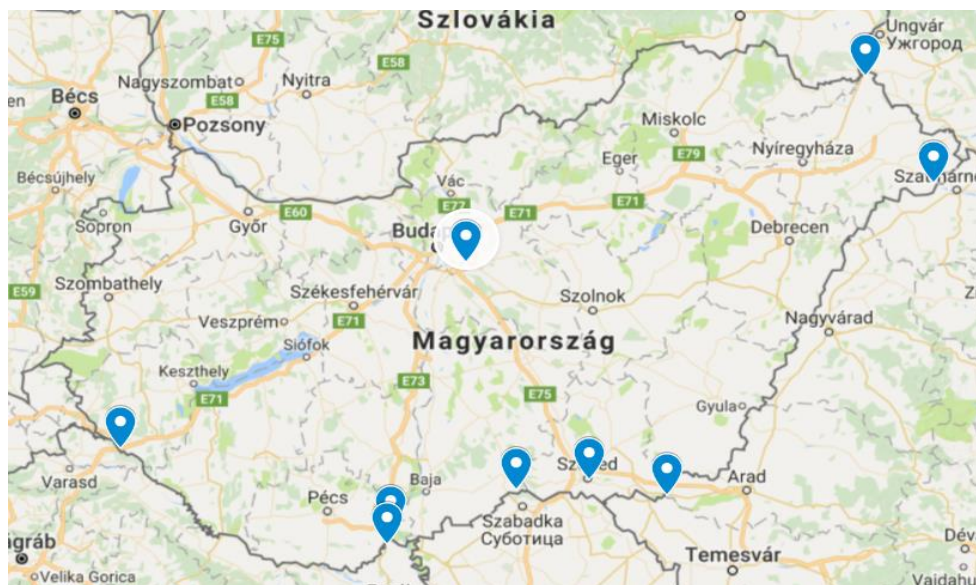 Szlovákia
Ungvár
Ужгород
E75
E58
Nagyszombat
Nyitra
E58
Bécs
Pozsony
Miskolc
Nyíregyháza
Eger
E79
Bécsújhely
Vác
E77
Sopron
E60
Győr
E71
E71
Debrecen
E59
Szombathely
Székesfehérvár
E71
Szolnok
Veszprém
Siófok
Magyarország
Nagyvárad
Keszthely
E71
E73
E75
Gyula
Varasd
Baja
Arad
Pécs
Szabadka
Суботица
Temesvár
Velika Gorica